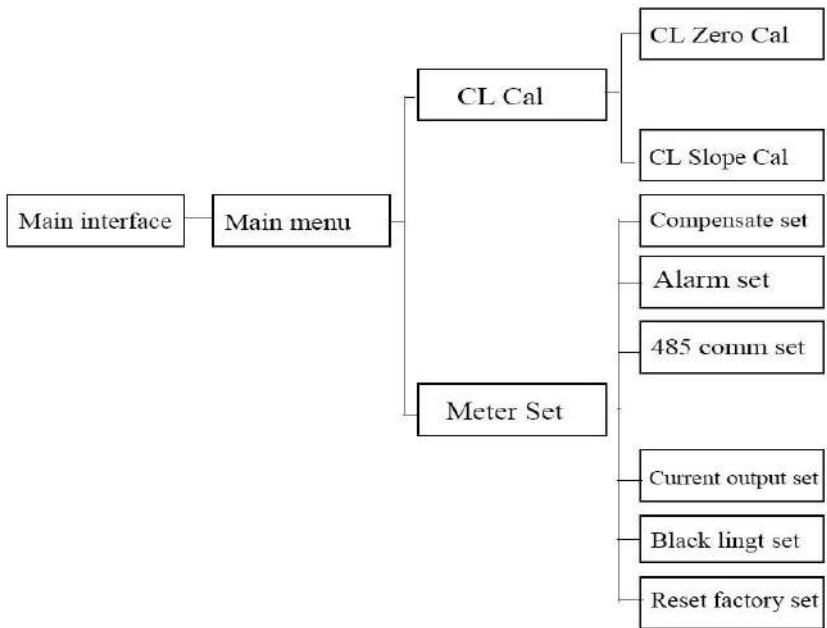 Main interface
Main menu
CL Cal
CL Zero Cal
CL Slope Cal
Meter Set
Compensate set
Alarm set
485 comm set
Current output set
Black lingt set
Reset factory set